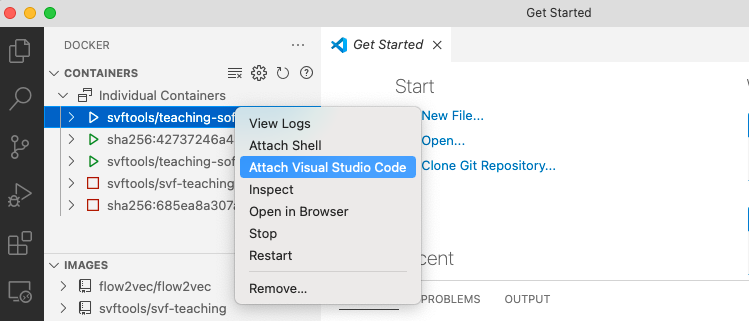 Get Started
DOCKER
Get Started
CONTAINERS
Individual Containers
svftools/teaching-sof
sha256:42737246a4
svftools/teaching-sof
svftools/svf-teaching
sha256:685ea8a307a
View Logs
Attach Shell
Attach Visual Studio Code
Inspect
Open in Browser
Stop
Restart
Remove...
IMAGES
flow2vec/flow2vec
svftools/svf-teaching
Start
New File...
Open...
Clone Git Repository...
cent
PROBLEMS
OUTPUT